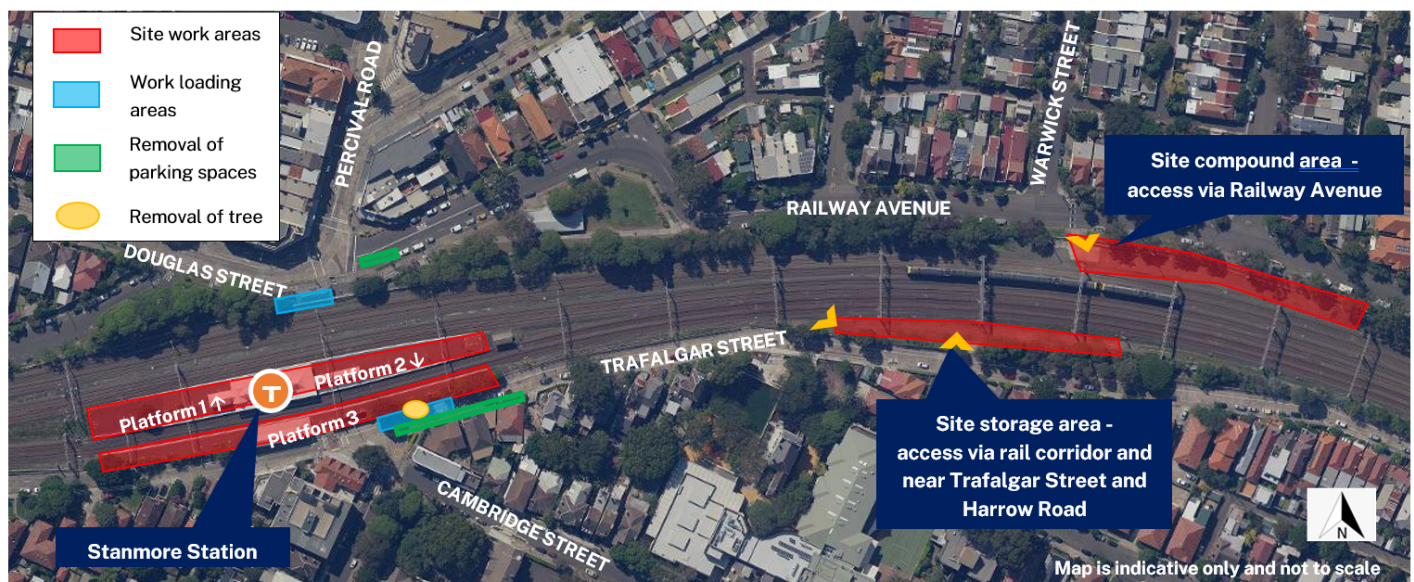 Site work areas
Work loading
areas
Removal of
parking spaces
Removal of tree
PERCIVAL ROAD
WARWICK STREET
Site compound area -
access via Railway Avenue
RAILWAY AVENUE
DOUGLAS STREET
TRAFALGAR STREET
Platform 1 ↑
T
Platform 2 ↓
Platform 3
Site storage area -
access via rail corridor and
near Trafalgar Street and
Harrow Road
CAMBRIDGE STREET
Stanmore Station
N
Map is indicative only and not to scale